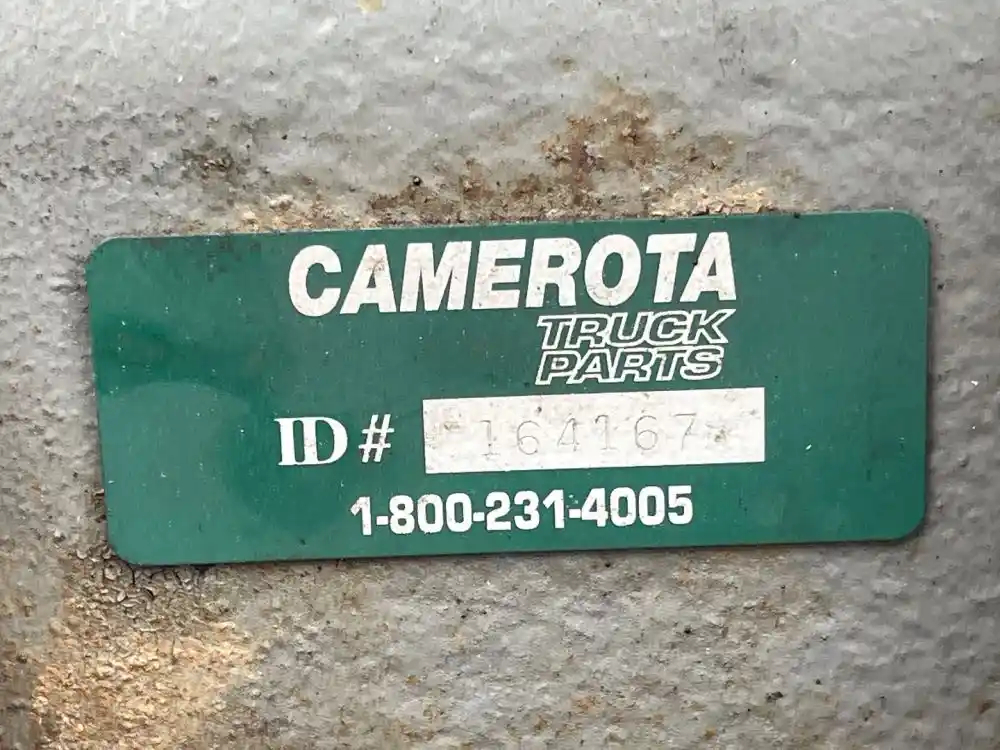 CAMEROTA
TRUCK
PARTS
ID# *164167*
1-800-231-4005